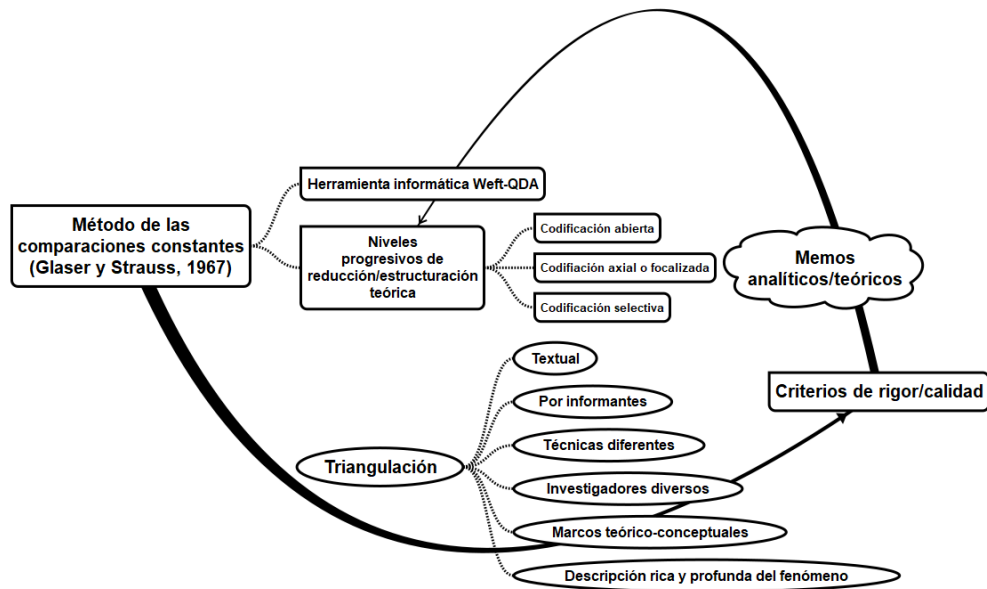 Método de las
comparaciones constantes
(Glaser y Strauss, 1967)
Herramienta informática Weft-QDA
Niveles
progresivos de
reducción/estructuración
teórica
Codificación abierta
Codifiación axial o focalizada
Codificación selectiva
Memos
analíticos/teóricos
Criterios de rigor/calidad
Triangulación
Textual
Por informantes
Técnicas diferentes
Investigadores diversos
Marcos teórico-conceptuales
Descripción rica y profunda del fenómeno